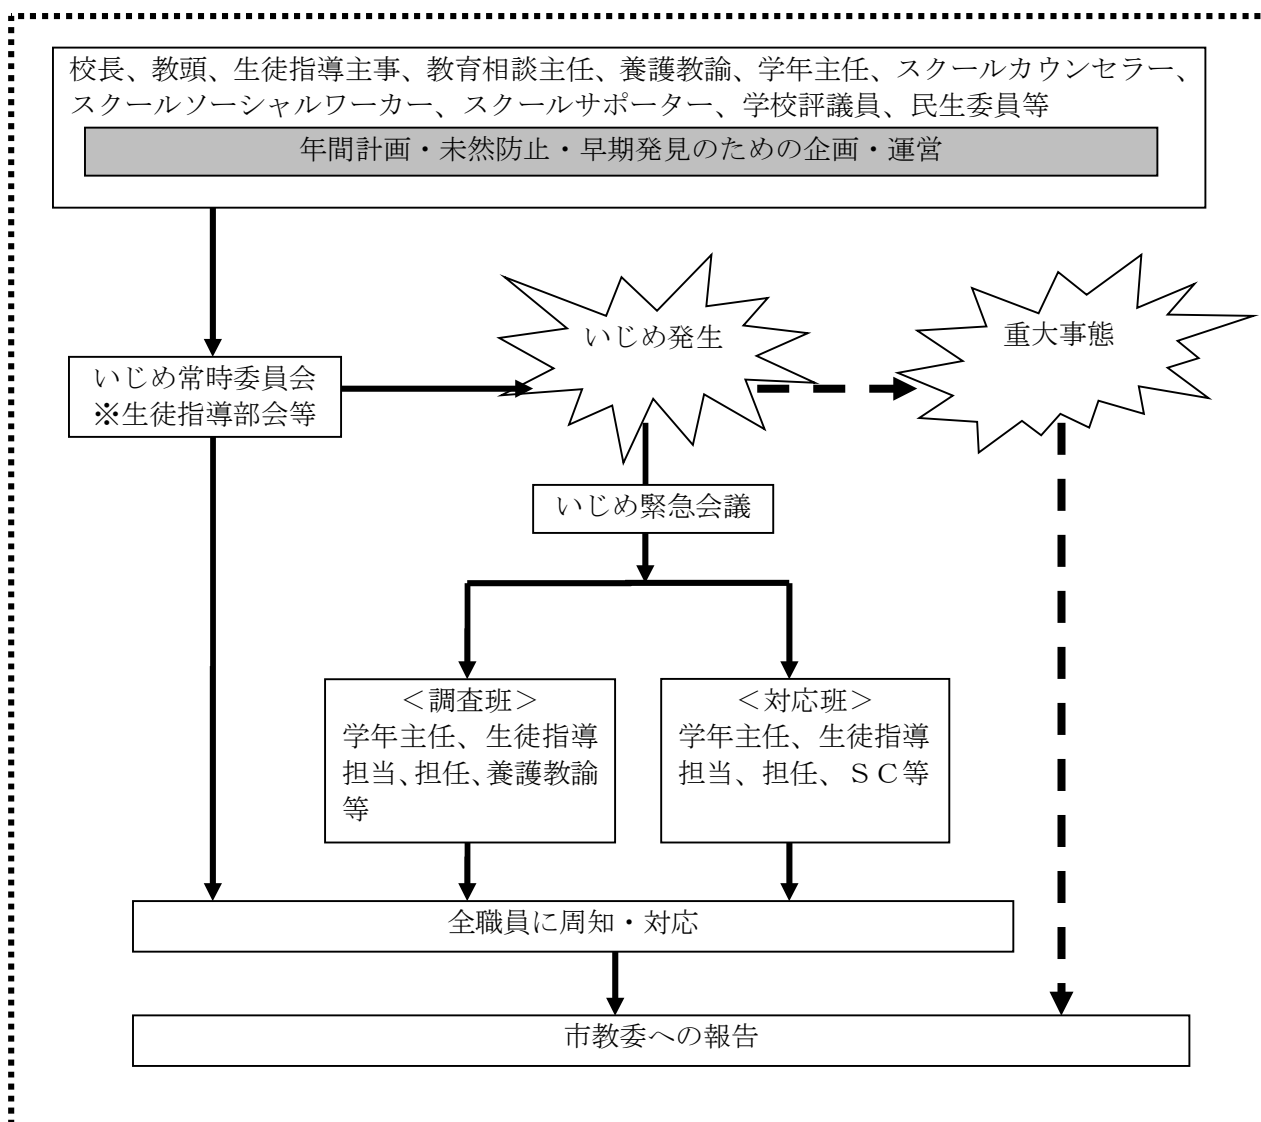 校長、教頭、生徒指導主事、教育相談主任、養護教諭、学年主任、スクールカウンセラー、
スクールソーシャルワーカー、スクールサポーター、学校評議員、民生委員等
年間計画・未然防止・早期発見のための企画・運営
いじめ発生
重大事態
いじめ常時委員会
※生徒指導部会等
いじめ緊急会議
＜調査班＞
学年主任、生徒指導
担当、担任、養護教諭
等
＜対応班＞
学年主任、生徒指導
担当、担任、ＳＣ等
全職員に周知・対応
市教委への報告